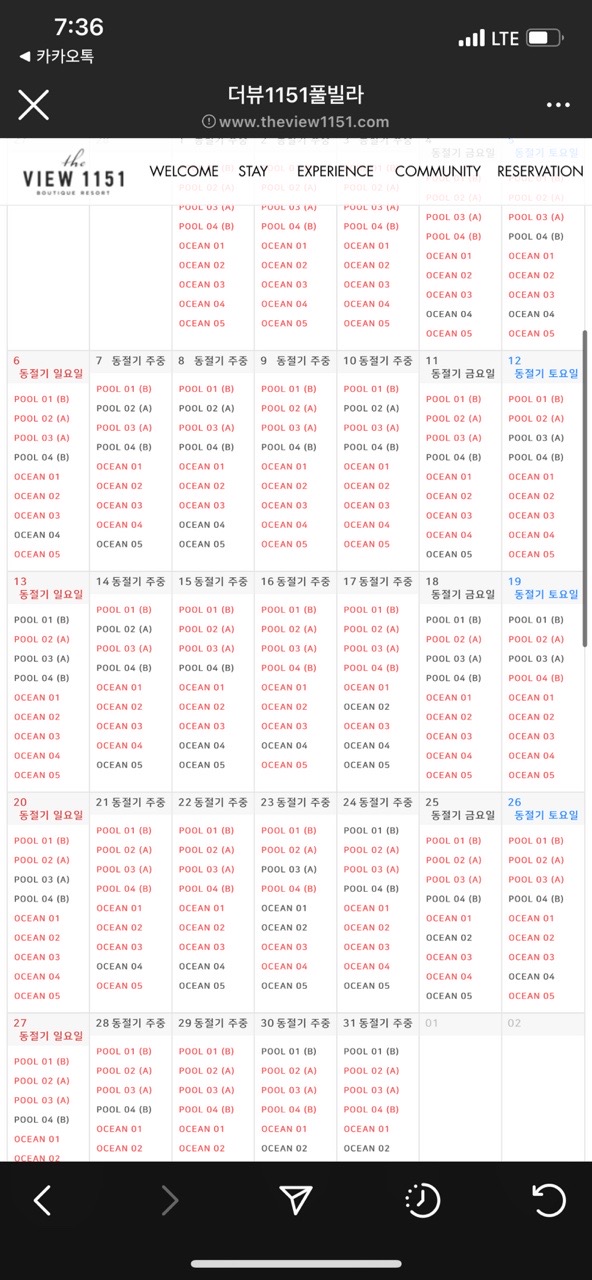 7:36
LTE
◀ 카카오톡
더뷰1151풀빌라
www.theview1151.com
the
VIEW 1151
BOUTIQUE RESORT
WELCOME STAY EXPERIENCE COMMUNITY RESERVATION
POOL 03 (A)
POOL 04 (B)
OCEAN 01
OCEAN 02
OCEAN 03
OCEAN 04
OCEAN 05
POOL 03 (A)
POOL 04 (B)
OCEAN 01
OCEAN 02
OCEAN 03
OCEAN 04
OCEAN 05
POOL 03 (A)
POOL 04 (B)
OCEAN 01
OCEAN 02
OCEAN 03
OCEAN 04
OCEAN 05
동절기 금요일
POOL 02 (A)
POOL 03 (A)
POOL 04 (B)
OCEAN 01
OCEAN 02
OCEAN 03
OCEAN 04
OCEAN 05
동절기 토요일
POOL 02 (A)
POOL 03 (A)
POOL 04 (B)
OCEAN 01
OCEAN 02
OCEAN 03
OCEAN 04
OCEAN 05
6
동절기 일요일
POOL 01 (B)
POOL 02 (A)
POOL 03 (A)
POOL 04 (B)
OCEAN 01
OCEAN 02
OCEAN 03
OCEAN 04
OCEAN 05
7 동절기 주중
POOL 01 (B)
POOL 02 (A)
POOL 03 (A)
POOL 04 (B)
OCEAN 01
OCEAN 02
OCEAN 03
OCEAN 04
OCEAN 05
8 동절기 주중
POOL 01 (B)
POOL 02 (A)
POOL 03 (A)
POOL 04 (B)
OCEAN 01
OCEAN 02
OCEAN 03
OCEAN 04
OCEAN 05
9 동절기 주중
POOL 01 (B)
POOL 02 (A)
POOL 03 (A)
POOL 04 (B)
OCEAN 01
OCEAN 02
OCEAN 03
OCEAN 04
OCEAN 05
10 동절기 주중
POOL 01 (B)
POOL 02 (A)
POOL 03 (A)
POOL 04 (B)
OCEAN 01
OCEAN 02
OCEAN 03
OCEAN 04
OCEAN 05
11
동절기 금요일
POOL 01 (B)
POOL 02 (A)
POOL 03 (A)
POOL 04 (B)
OCEAN 01
OCEAN 02
OCEAN 03
OCEAN 04
OCEAN 05
12
동절기 토요일
POOL 01 (B)
POOL 02 (A)
POOL 03 (A)
POOL 04 (B)
OCEAN 01
OCEAN 02
OCEAN 03
OCEAN 04
OCEAN 05
13
동절기 일요일
POOL 01 (B)
POOL 02 (A)
POOL 03 (A)
POOL 04 (B)
OCEAN 01
OCEAN 02
OCEAN 03
OCEAN 04
OCEAN 05
14 동절기 주중
POOL 01 (B)
POOL 02 (A)
POOL 03 (A)
POOL 04 (B)
OCEAN 01
OCEAN 02
OCEAN 03
OCEAN 04
OCEAN 05
15 동절기 주중
POOL 01 (B)
POOL 02 (A)
POOL 03 (A)
POOL 04 (B)
OCEAN 01
OCEAN 02
OCEAN 03
OCEAN 04
OCEAN 05
16 동절기 주중
POOL 01 (B)
POOL 02 (A)
POOL 03 (A)
POOL 04 (B)
OCEAN 01
OCEAN 02
OCEAN 03
OCEAN 04
OCEAN 05
17 동절기 주중
POOL 01 (B)
POOL 02 (A)
POOL 03 (A)
POOL 04 (B)
OCEAN 01
OCEAN 02
OCEAN 03
OCEAN 04
OCEAN 05
18
동절기 금요일
POOL 01 (B)
POOL 02 (A)
POOL 03 (A)
POOL 04 (B)
OCEAN 01
OCEAN 02
OCEAN 03
OCEAN 04
OCEAN 05
19
동절기 토요일
POOL 01 (B)
POOL 02 (A)
POOL 03 (A)
POOL 04 (B)
OCEAN 01
OCEAN 02
OCEAN 03
OCEAN 04
OCEAN 05
20
동절기 일요일
POOL 01 (B)
POOL 02 (A)
POOL 03 (A)
POOL 04 (B)
OCEAN 01
OCEAN 02
OCEAN 03
OCEAN 04
OCEAN 05
21 동절기 주중
POOL 01 (B)
POOL 02 (A)
POOL 03 (A)
POOL 04 (B)
OCEAN 01
OCEAN 02
OCEAN 03
OCEAN 04
OCEAN 05
22 동절기 주중
POOL 01 (B)
POOL 02 (A)
POOL 03 (A)
POOL 04 (B)
OCEAN 01
OCEAN 02
OCEAN 03
OCEAN 04
OCEAN 05
23 동절기 주중
POOL 01 (B)
POOL 02 (A)
POOL 03 (A)
POOL 04 (B)
OCEAN 01
OCEAN 02
OCEAN 03
OCEAN 04
OCEAN 05
24 동절기 주중
POOL 01 (B)
POOL 02 (A)
POOL 03 (A)
POOL 04 (B)
OCEAN 01
OCEAN 02
OCEAN 03
OCEAN 04
OCEAN 05
25
동절기 금요일
POOL 01 (B)
POOL 02 (A)
POOL 03 (A)
POOL 04 (B)
OCEAN 01
OCEAN 02
OCEAN 03
OCEAN 04
OCEAN 05
26
동절기 토요일
POOL 01 (B)
POOL 02 (A)
POOL 03 (A)
POOL 04 (B)
OCEAN 01
OCEAN 02
OCEAN 03
OCEAN 04
OCEAN 05
27
동절기 일요일
POOL 01 (B)
POOL 02 (A)
POOL 03 (A)
POOL 04 (B)
OCEAN 01
OCEAN 02
28 동절기 주중
POOL 01 (B)
POOL 02 (A)
POOL 03 (A)
POOL 04 (B)
OCEAN 01
OCEAN 02
29 동절기 주중
POOL 01 (B)
POOL 02 (A)
POOL 03 (A)
POOL 04 (B)
OCEAN 01
OCEAN 02
30 동절기 주중
POOL 01 (B)
POOL 02 (A)
POOL 03 (A)
POOL 04 (B)
OCEAN 01
OCEAN 02
31 동절기 주중
POOL 01 (B)
POOL 02 (A)
POOL 03 (A)
POOL 04 (B)
OCEAN 01
OCEAN 02
01
02